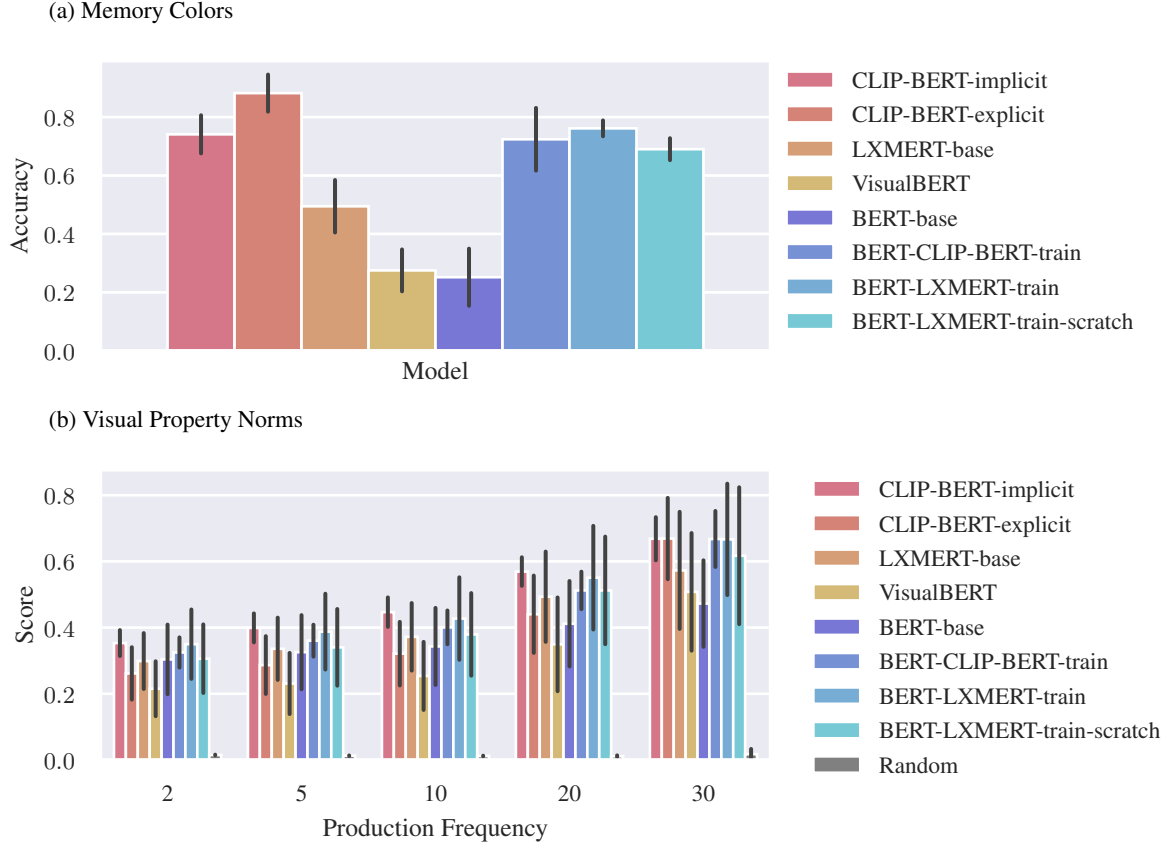 (a) Memory Colors
Accuracy
0.8
0.6
0.4
0.2
0.0
Model
CLIP-BERT-implicit
CLIP-BERT-explicit
LXMERT-base
VisualBERT
BERT-base
BERT-CLIP-BERT-train
BERT-LXMERT-train
BERT-LXMERT-train-scratch
(b) Visual Property Norms
Score
0.8
0.6
0.4
0.2
0.0
2 5 10 20 30
Production Frequency
CLIP-BERT-implicit
CLIP-BERT-explicit
LXMERT-base
VisualBERT
BERT-base
BERT-CLIP-BERT-train
BERT-LXMERT-train
BERT-LXMERT-train-scratch
Random